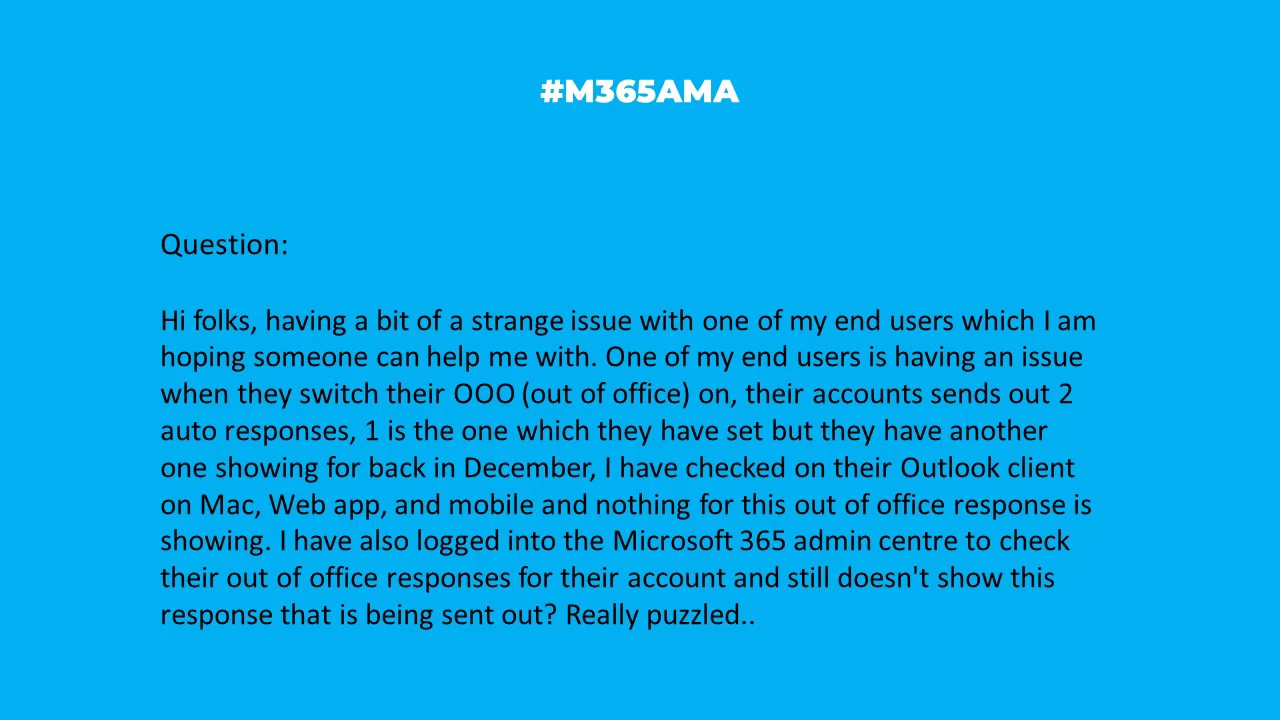 #M365AMA
Question:
Hi folks, having a bit of a strange issue with one of my end users which I am
hoping someone can help me with. One of my end users is having an issue
when they switch their OOO (out of office) on, their accounts sends out 2
auto responses, 1 is the one which they have set but they have another
one showing for back in December, I have checked on their Outlook client
on Mac, Web app, and mobile and nothing for this out of office response is
showing. I have also logged into the Microsoft 365 admin centre to check
their out of office responses for their account and still doesn't show this
response that is being sent out? Really puzzled..